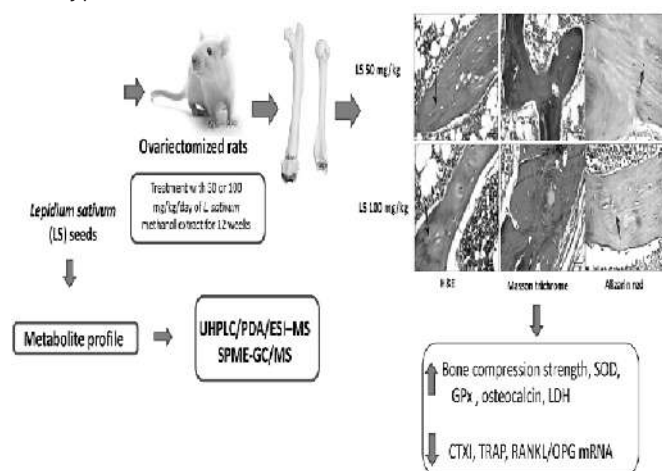 Ovariectomized rats
Treatment with 50 or 100
mg/kg/day of L. sativum
methanol extract for 12 weeks
Lepidium sativum
(LS) seeds
Metabolite profile
UHPLC/PDA/ESI–MS
SPME-GC/MS
LS 50 mg/kg
LS 100 mg/kg
H&E
Masson trichrome
Alizarin red
Bone compression strength, SOD,
GPx , osteocalcin, LDH
CTXI, TRAP, RANKL/OPG mRNA